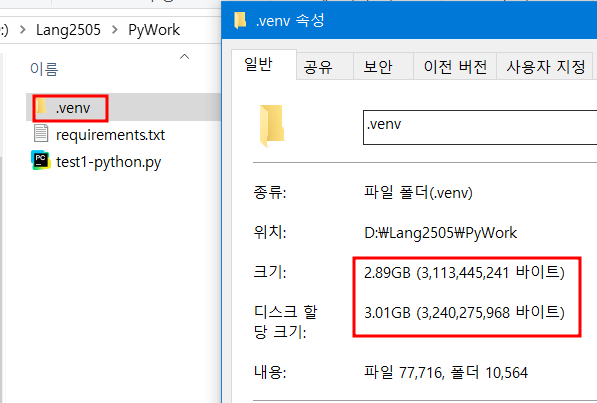 :) > Lang2505 > PyWork
이름
.venv
requirements.txt
test1-python.py
.venv 속성
일반 공유 보안 이전 버전 사용자 지정
.venv
종류: 파일 폴더(.venv)
위치: D:₩Lang2505₩PyWork
크기: 2.89GB (3,113,445,241 바이트)
디스크 할 3.01GB (3,240,275,968 바이트)
당 크기:
내용: 파일 77,716, 폴더 10,564